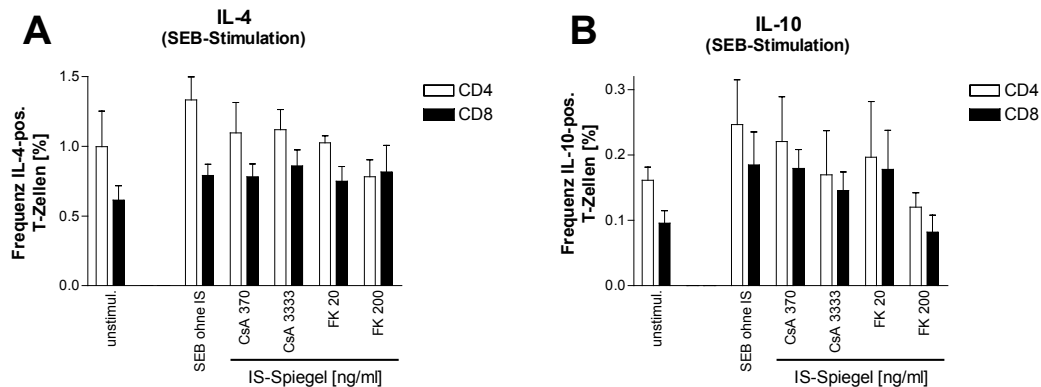 A
IL-4
(SEB-Stimulation)
Frequenz IL-4-pos.
T-Zellen [%]
1.5
1.0
0.5
0.0
CD4
CD8
unstimul.
SEB ohne IS
CsA 370
CsA 3333
FK 20
FK 200
IS-Spiegel [ng/ml]
B
IL-10
(SEB-Stimulation)
Frequenz IL-10-pos.
T-Zellen [%]
0.3
0.2
0.1
0.0
CD4
CD8
unstimul.
SEB ohne IS
CsA 370
CsA 3333
FK 20
FK 200
IS-Spiegel [ng/ml]